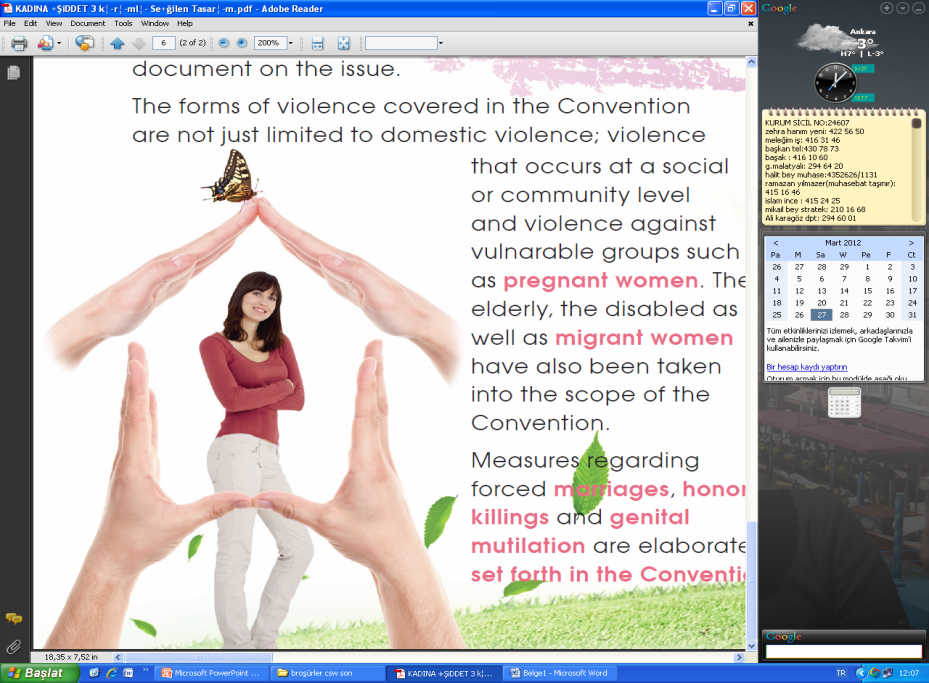 KADINA +ŞiDDET 3 k¦ -r¦ -ml¦ - Se+ğilen Tasar¦ -m.pdf - Adobe Reader
File Edit View Document Tools Window Help
6 (2 of 2) 200%
document on the issue.
The forms of violence covered in the Convention
are not just limited to domestic violence; violence
that occurs at a social
or community level
and violence against
vulnarable groups such
as pregnant women. The
elderly, the disabled as
well as migrant women
have also been taken
into the scope of the
Convention.
Measures regarding
forced marriages, honor
killings and genital
mutilation are elaborate
set forth in the Conventio
18,35 x 7,52 in
Google
Ankara
3°
H7° | L-3°
KURUM SİCİL NO:24607
zehra hanım yeni: 422 56 50
meleğim iş: 416 31 46
başkan tel:430 78 73
başak : 416 10 60
g.malatyalı: 294 64 20
halit bey muhase:4352626/1131
ramazan yılmazer(muhasebat taşınır):
415 16 46
islam ince : 415 24 25
mikail bey stratek: 210 16 68
Ali karagöz dpt: 294 60 01
< Mart 2012 >
Pa M Sa W Pe F Ct
26 27 28 29 1 2 3
4 5 6 7 8 9 10
11 12 13 14 15 16 17
18 19 20 21 22 23 24
25 26 27 28 29 30 31
Tüm etkinliklerinizi izlemek, arkadaşlarınızla
ve ailenizle paylaşmak için Google Takvim'i
kullanabilirsiniz.
Bir hesap kaydı yaptırın
Oturum açmak için bu modülde aşağı oku
Google
Başlat
Microsoft PowerPoint ...
broşürler csw son
KADINA +ŞiDDET 3 k¦...
Belge1 - Microsoft Word
TR
12:07